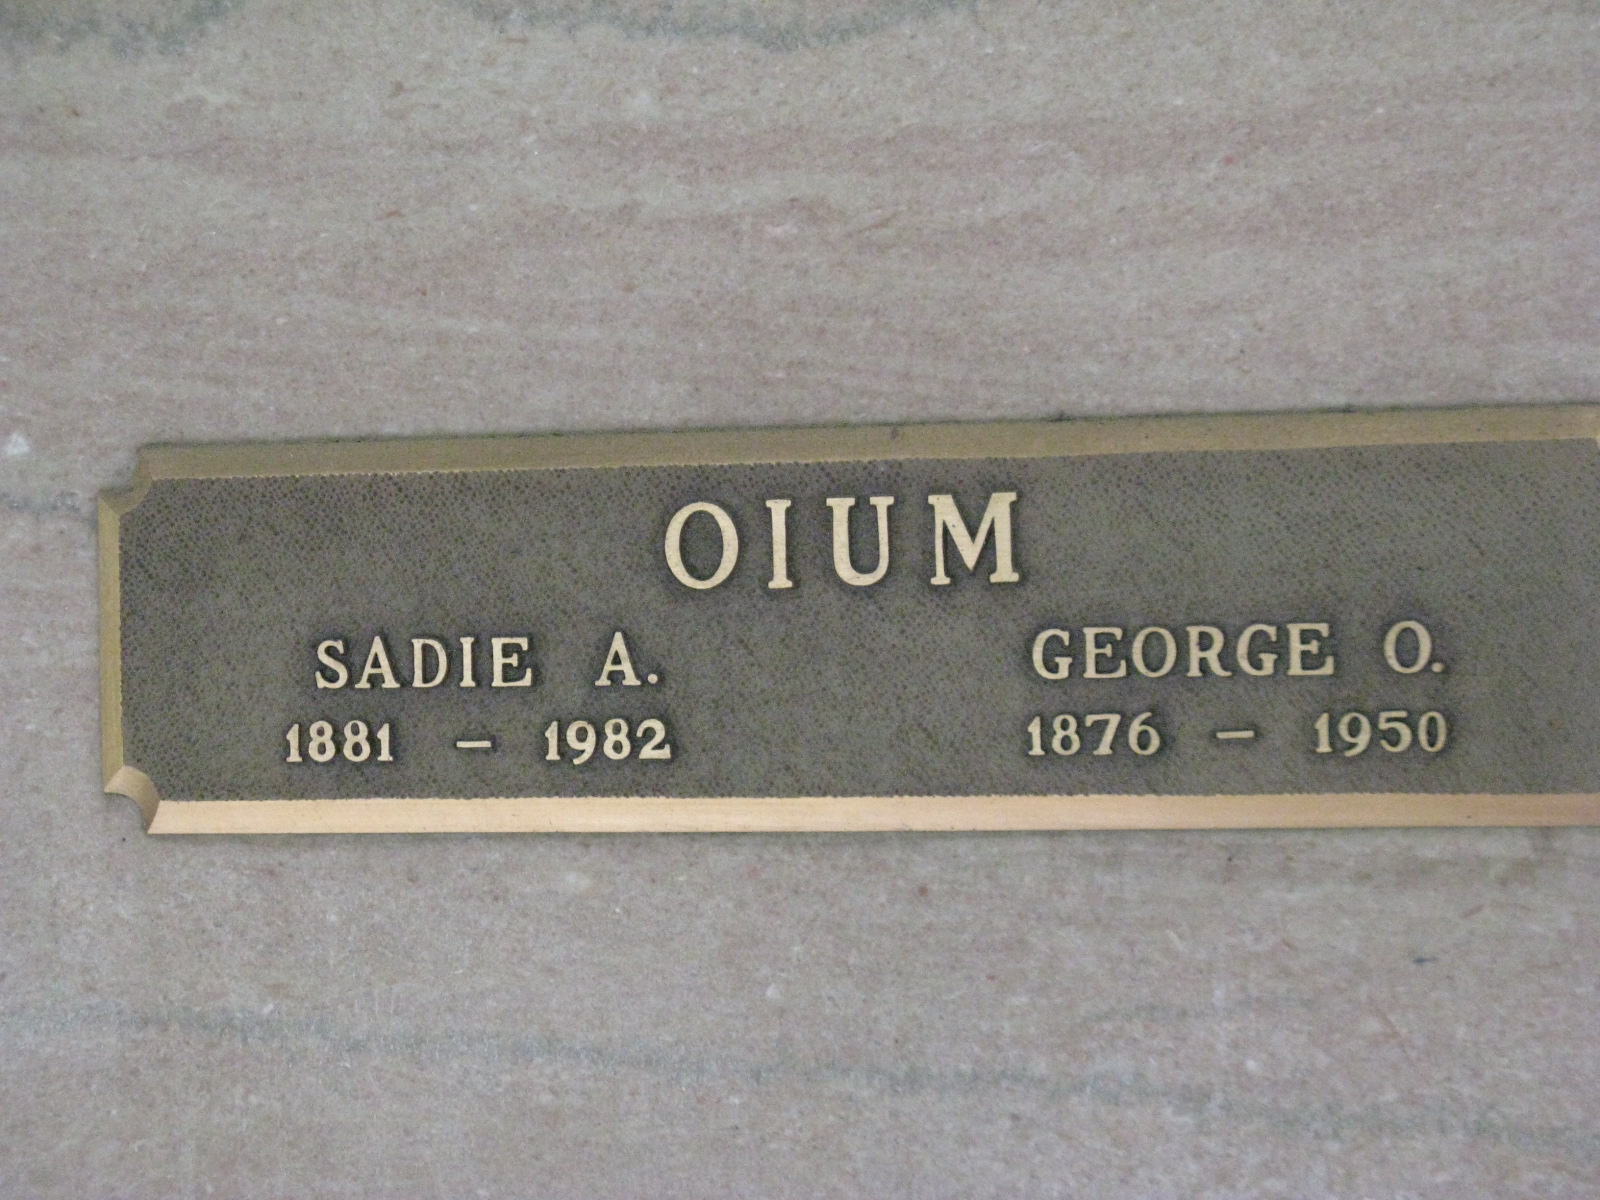 OIUM
SADIE A.
1881 – 1982
GEORGE O.
1876 – 1950